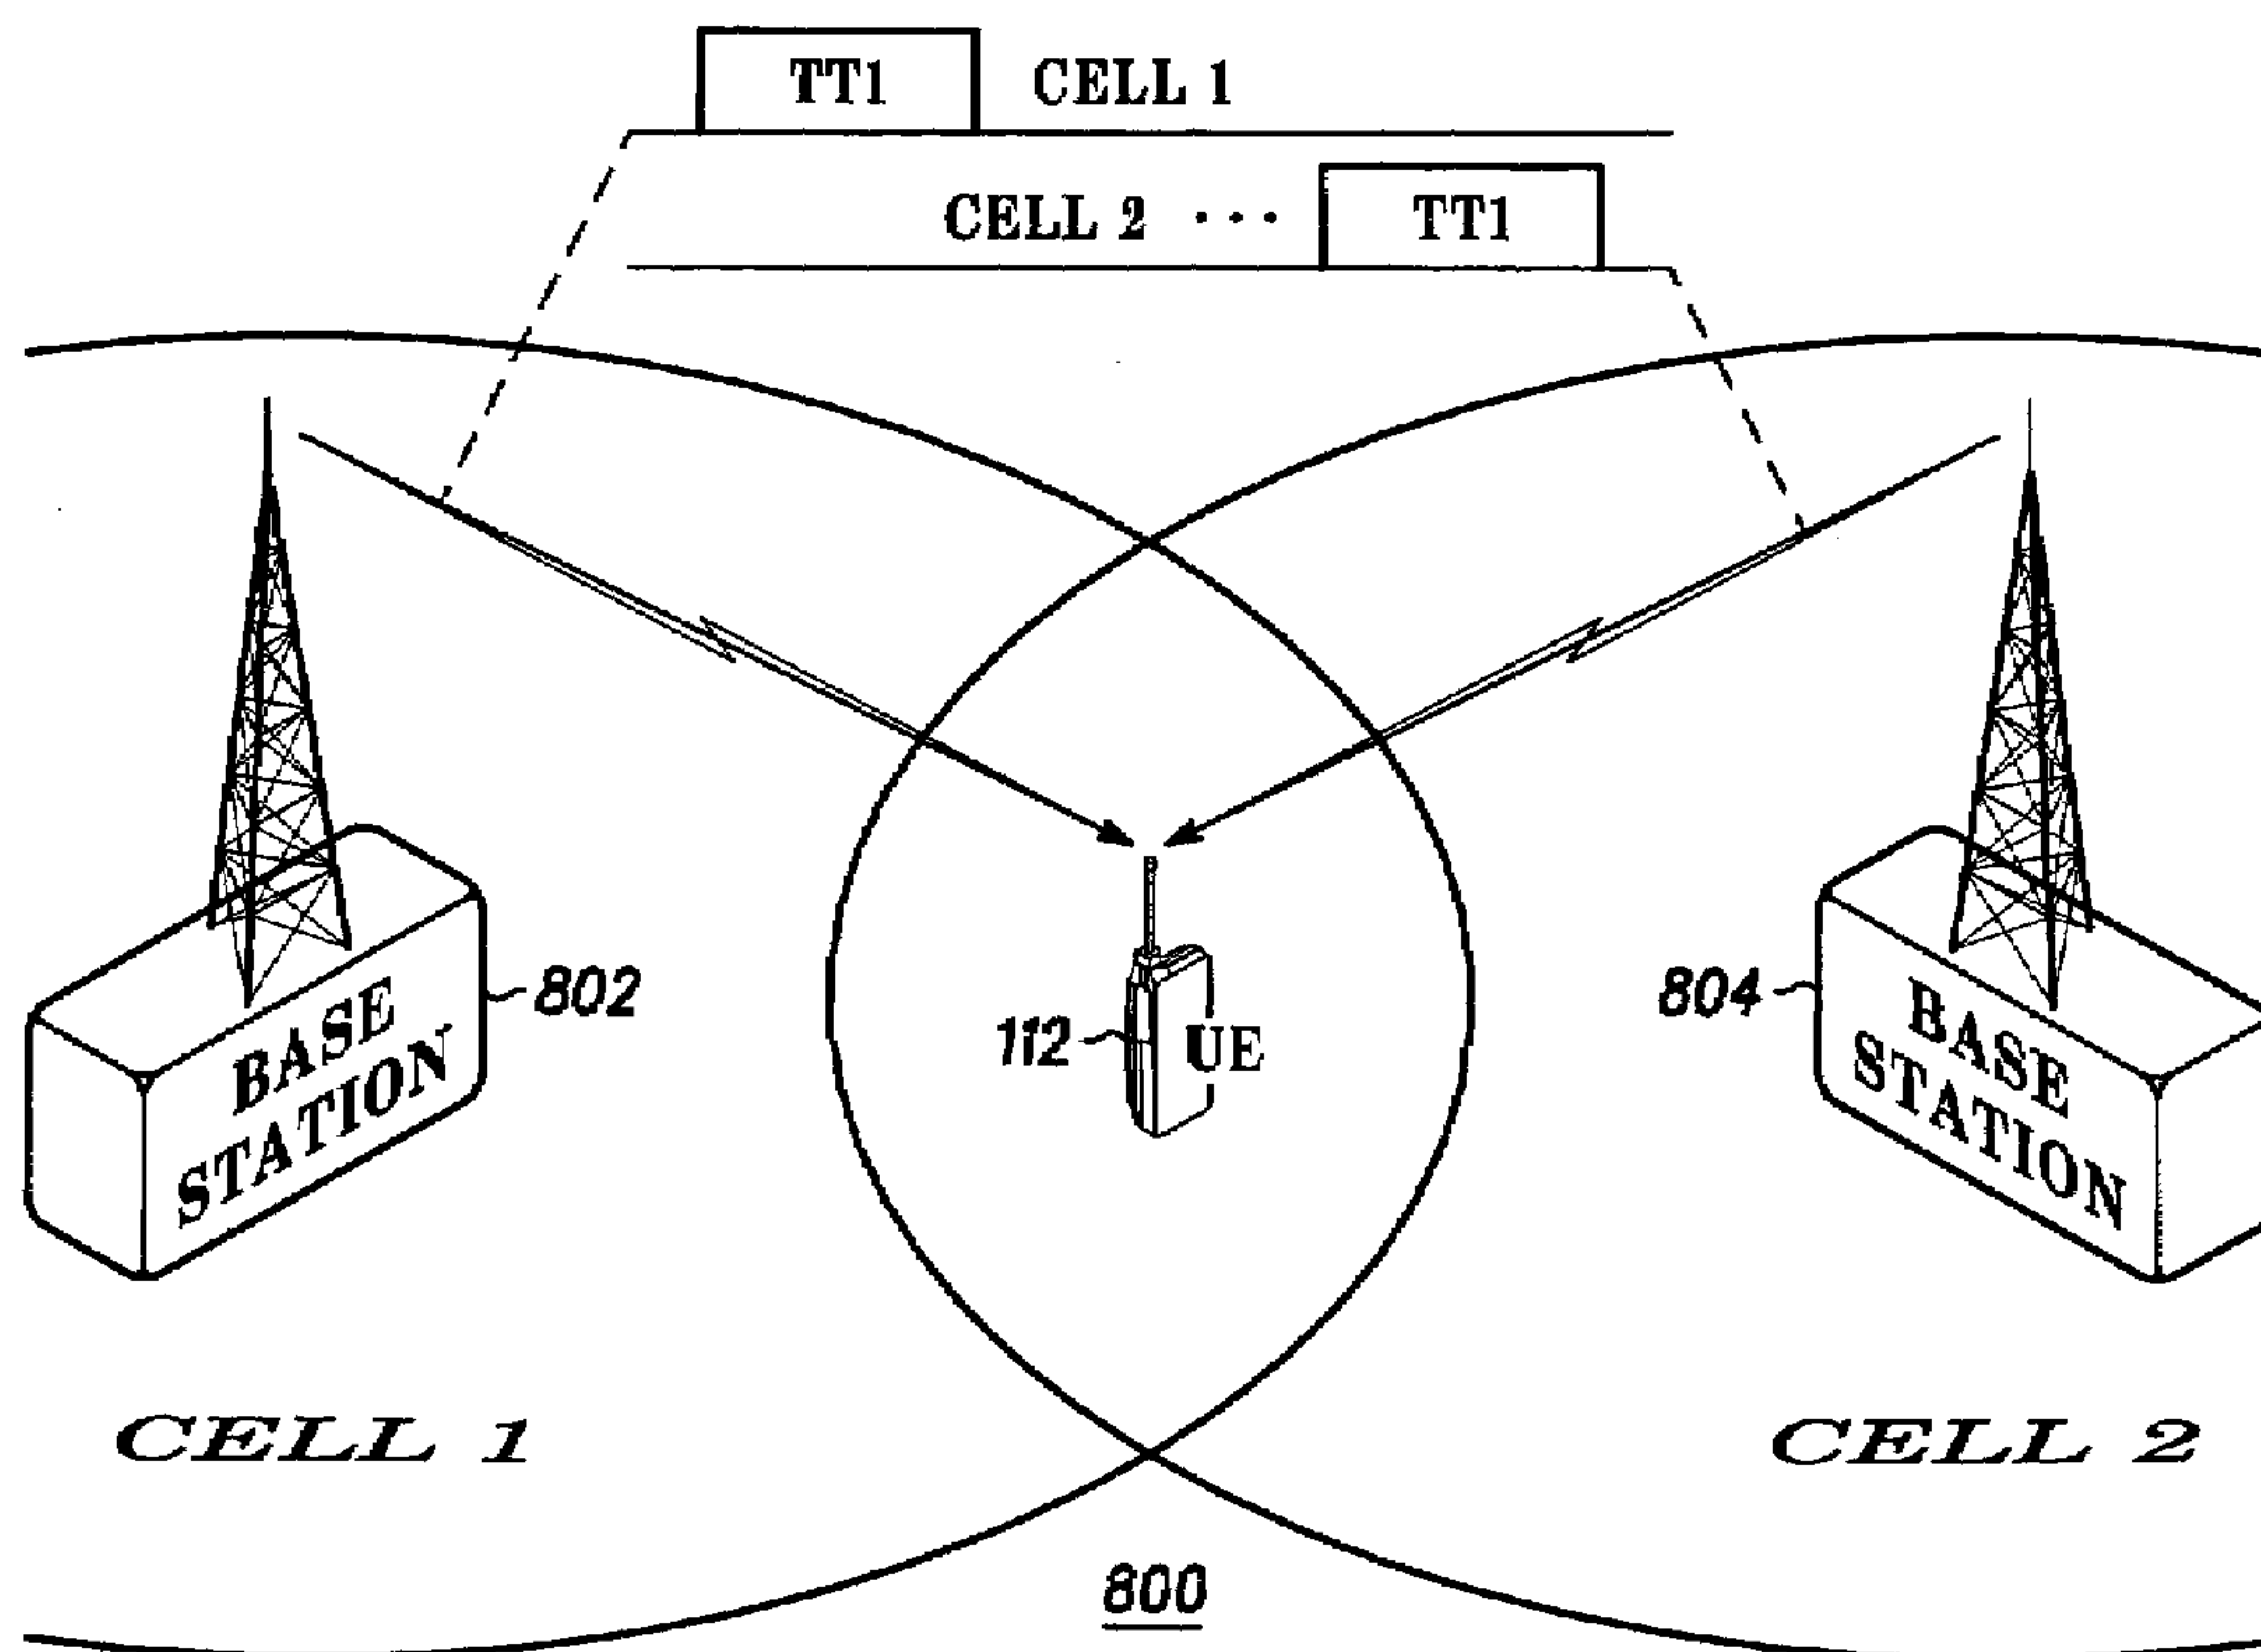 TT1 CELL 1
CELL 2 ... TT1
BASE
STATION
802
112
UE
804
BASE
STATION
CELL 1
CELL 2
800